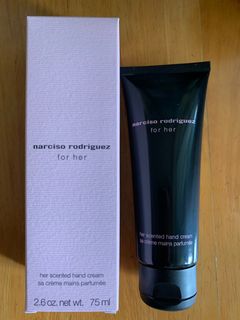 narciso rodriguez
for her
her scented hand cream
sa crème mains parfumée
2.6 oz. net wt. 75 ml
narciso rodriguez
for her
her scented hand cream
sa crème mains parfumée